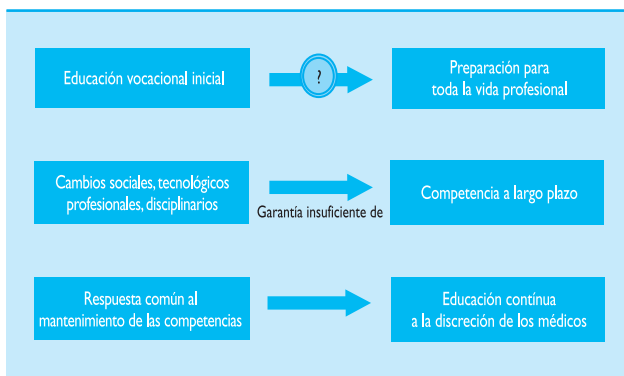 Educación vocacional inicial
?
Preparación para
toda la vida profesional
Cambios sociales, tecnológicos
profesionales, disciplinarios
Garantía insuficiente de
Competencia a largo plazo
Respuesta común al
mantenimiento de las competencias
Educación contínua
a la discreción de los médicos